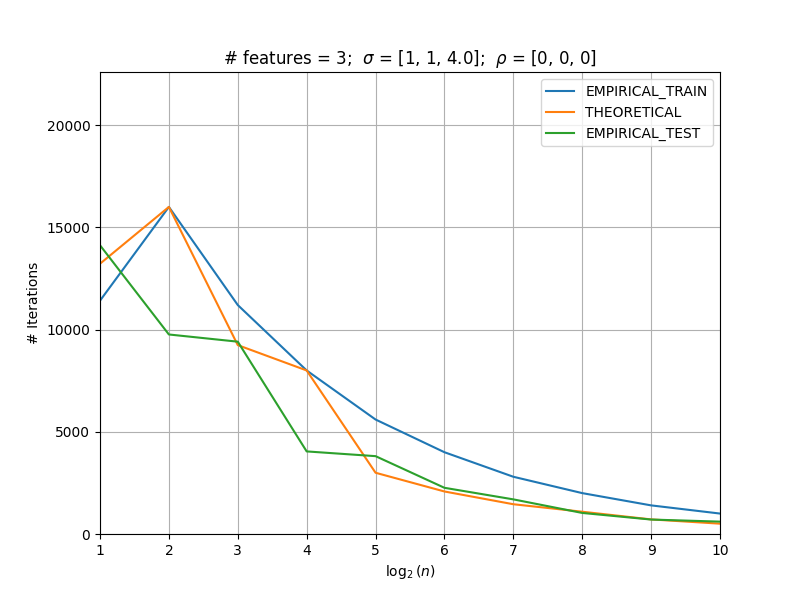 # features = 3; σ = [1, 1, 4.0]; ρ = [0, 0, 0]
EMPIRICAL_TRAIN
THEORETICAL
EMPIRICAL_TEST
20000
15000
10000
5000
0
# Iterations
1 2 3 4 5 6 7 8 9 10
log₂(n)